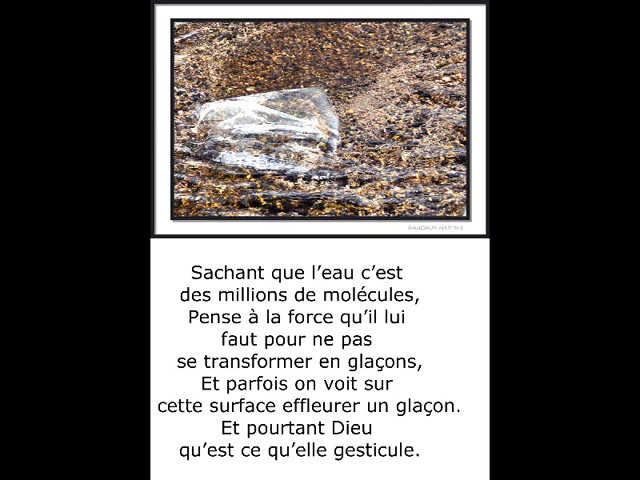 Sachant que l’eau c’est
des millions de molécules,
Pense à la force qu’il lui
faut pour ne pas
se transformer en glaçons,
Et parfois on voit sur
cette surface effleurer un glaçon.
Et pourtant Dieu
qu’est ce qu’elle gesticule.